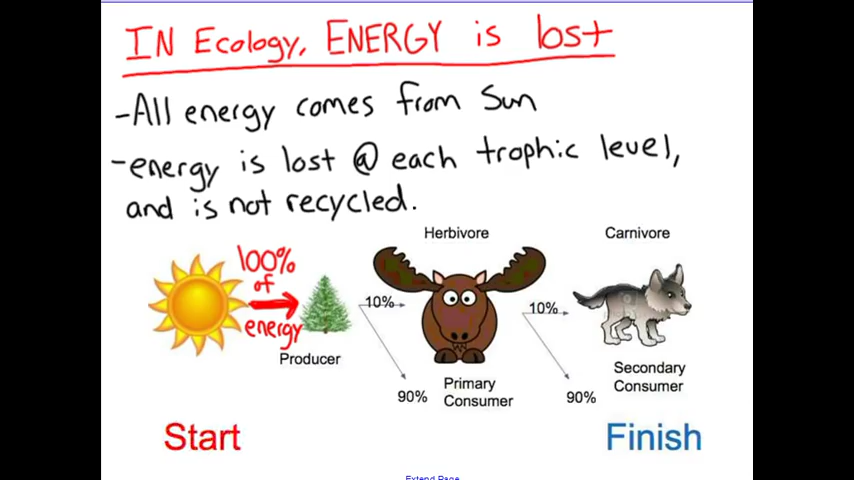 IN Ecology, ENERGY is lost
-All energy comes from Sun
-energy is lost @ each trophic level,
and is not recycled.
Herbivore
Carnivore
100%
of
energy
10%
10%
Producer
90%
Primary
Consumer
90%
Secondary
Consumer
Start
Finish
Extend Page